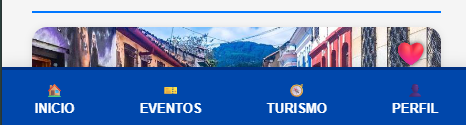 INICIO EVENTOS TURISMO PERFIL